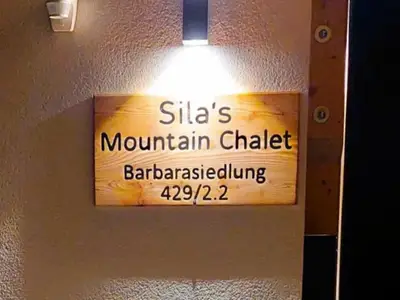 Sila's
Mountain Chalet
Barbarasiedlung
429/2.2